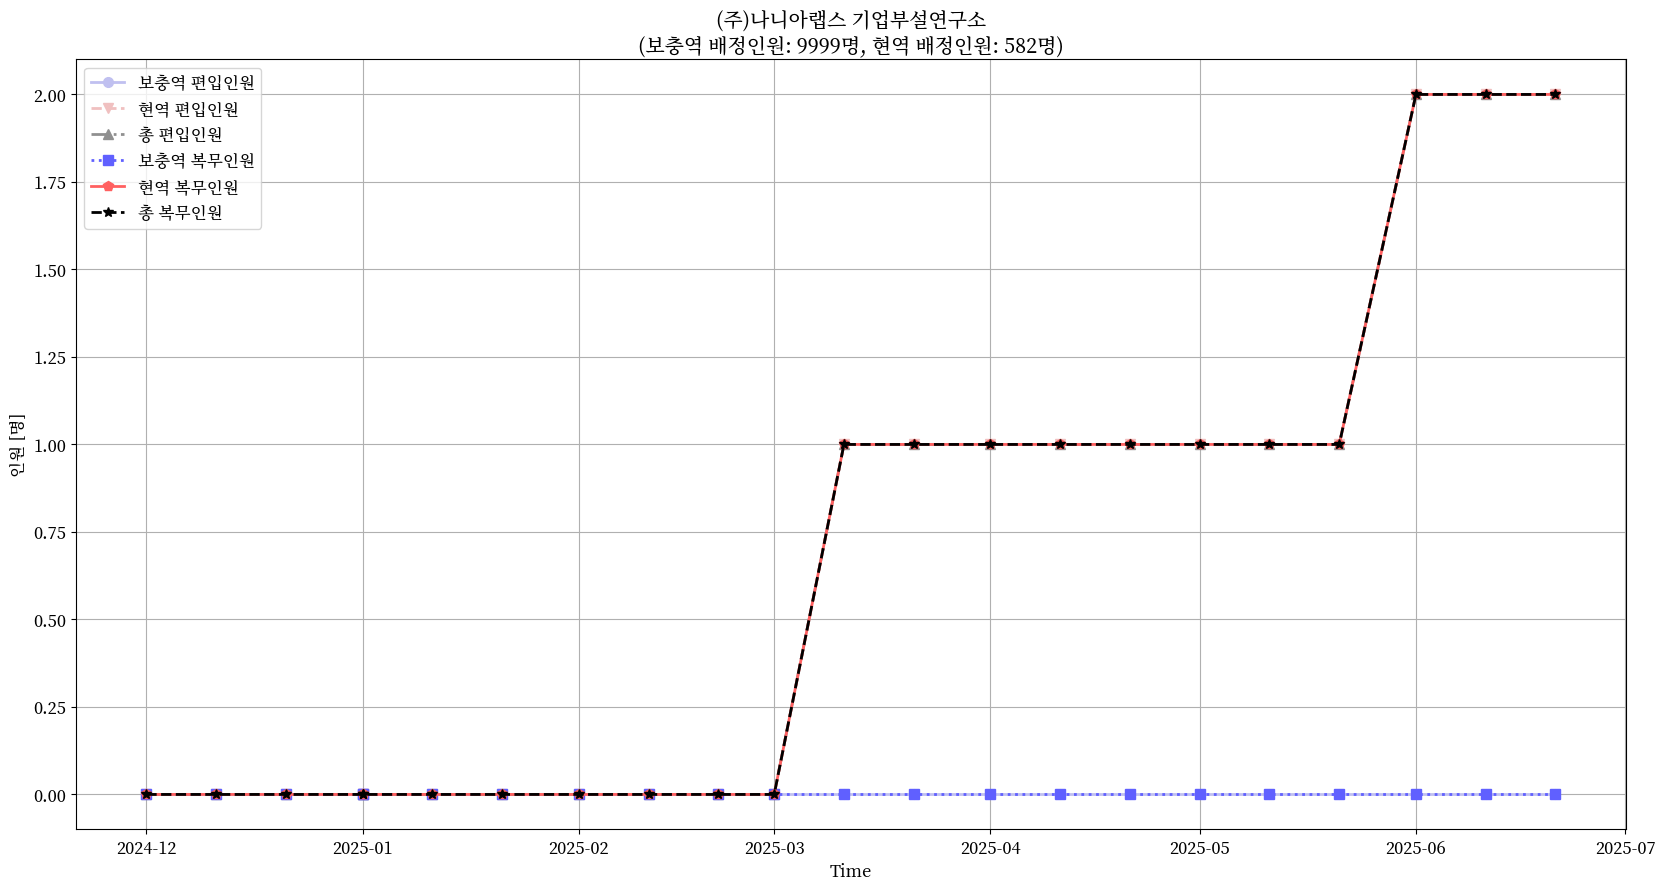 (주)나니아랩스 기업부설연구소
(보충역 배정인원: 9999명, 현역 배정인원: 582명)
보충역 편입인원
현역 편입인원
총 편입인원
보충역 복무인원
현역 복무인원
총 복무인원
2.00
1.75
1.50
1.25
1.00
0.75
0.50
0.25
0.00
인원 [명]
2024-12 2025-01 2025-02 2025-03 2025-04 2025-05 2025-06 2025-07
Time